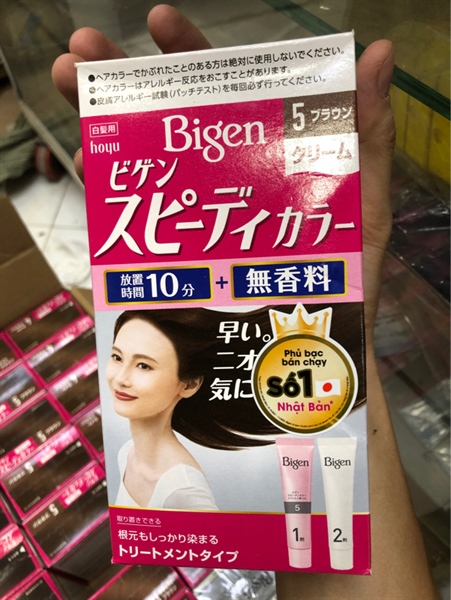 ●ヘアカラーでかぶれたことのある方は絶対に使用しないでください。
●ヘアカラーはアレルギー反応をおこすことがあります。
●皮膚アレルギー試験(パッチテスト)を毎回必ず行ってください。
白髪用
hoyu
Bigen
5 ブラウン
クリーム
ビゲン
スピーディカラー
放置時間10分 + 無香料
早い。
ニオ
気に
Phủ bạc
bán chạy
Số1
Nhật Bản
Bigen
5
1剤
Bigen
2剤
取り置きできる
根元もしっかり染まる
トリートメントタイプ